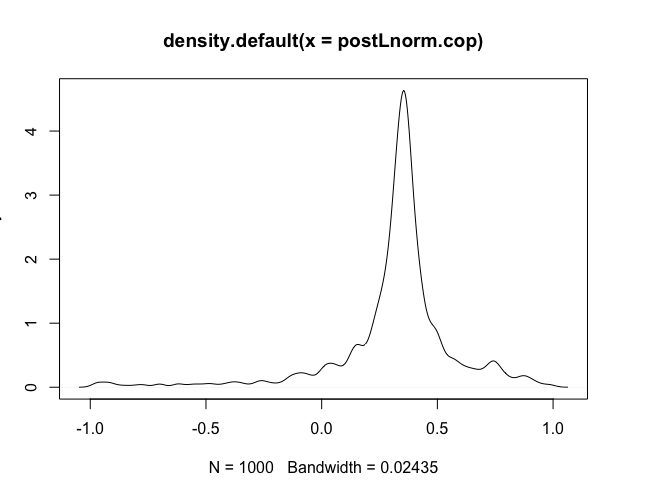 density.default(x = postLnorm.cop)
4
3
2
1
0
-1.0 -0.5 0.0 0.5 1.0
N = 1000 Bandwidth = 0.02435